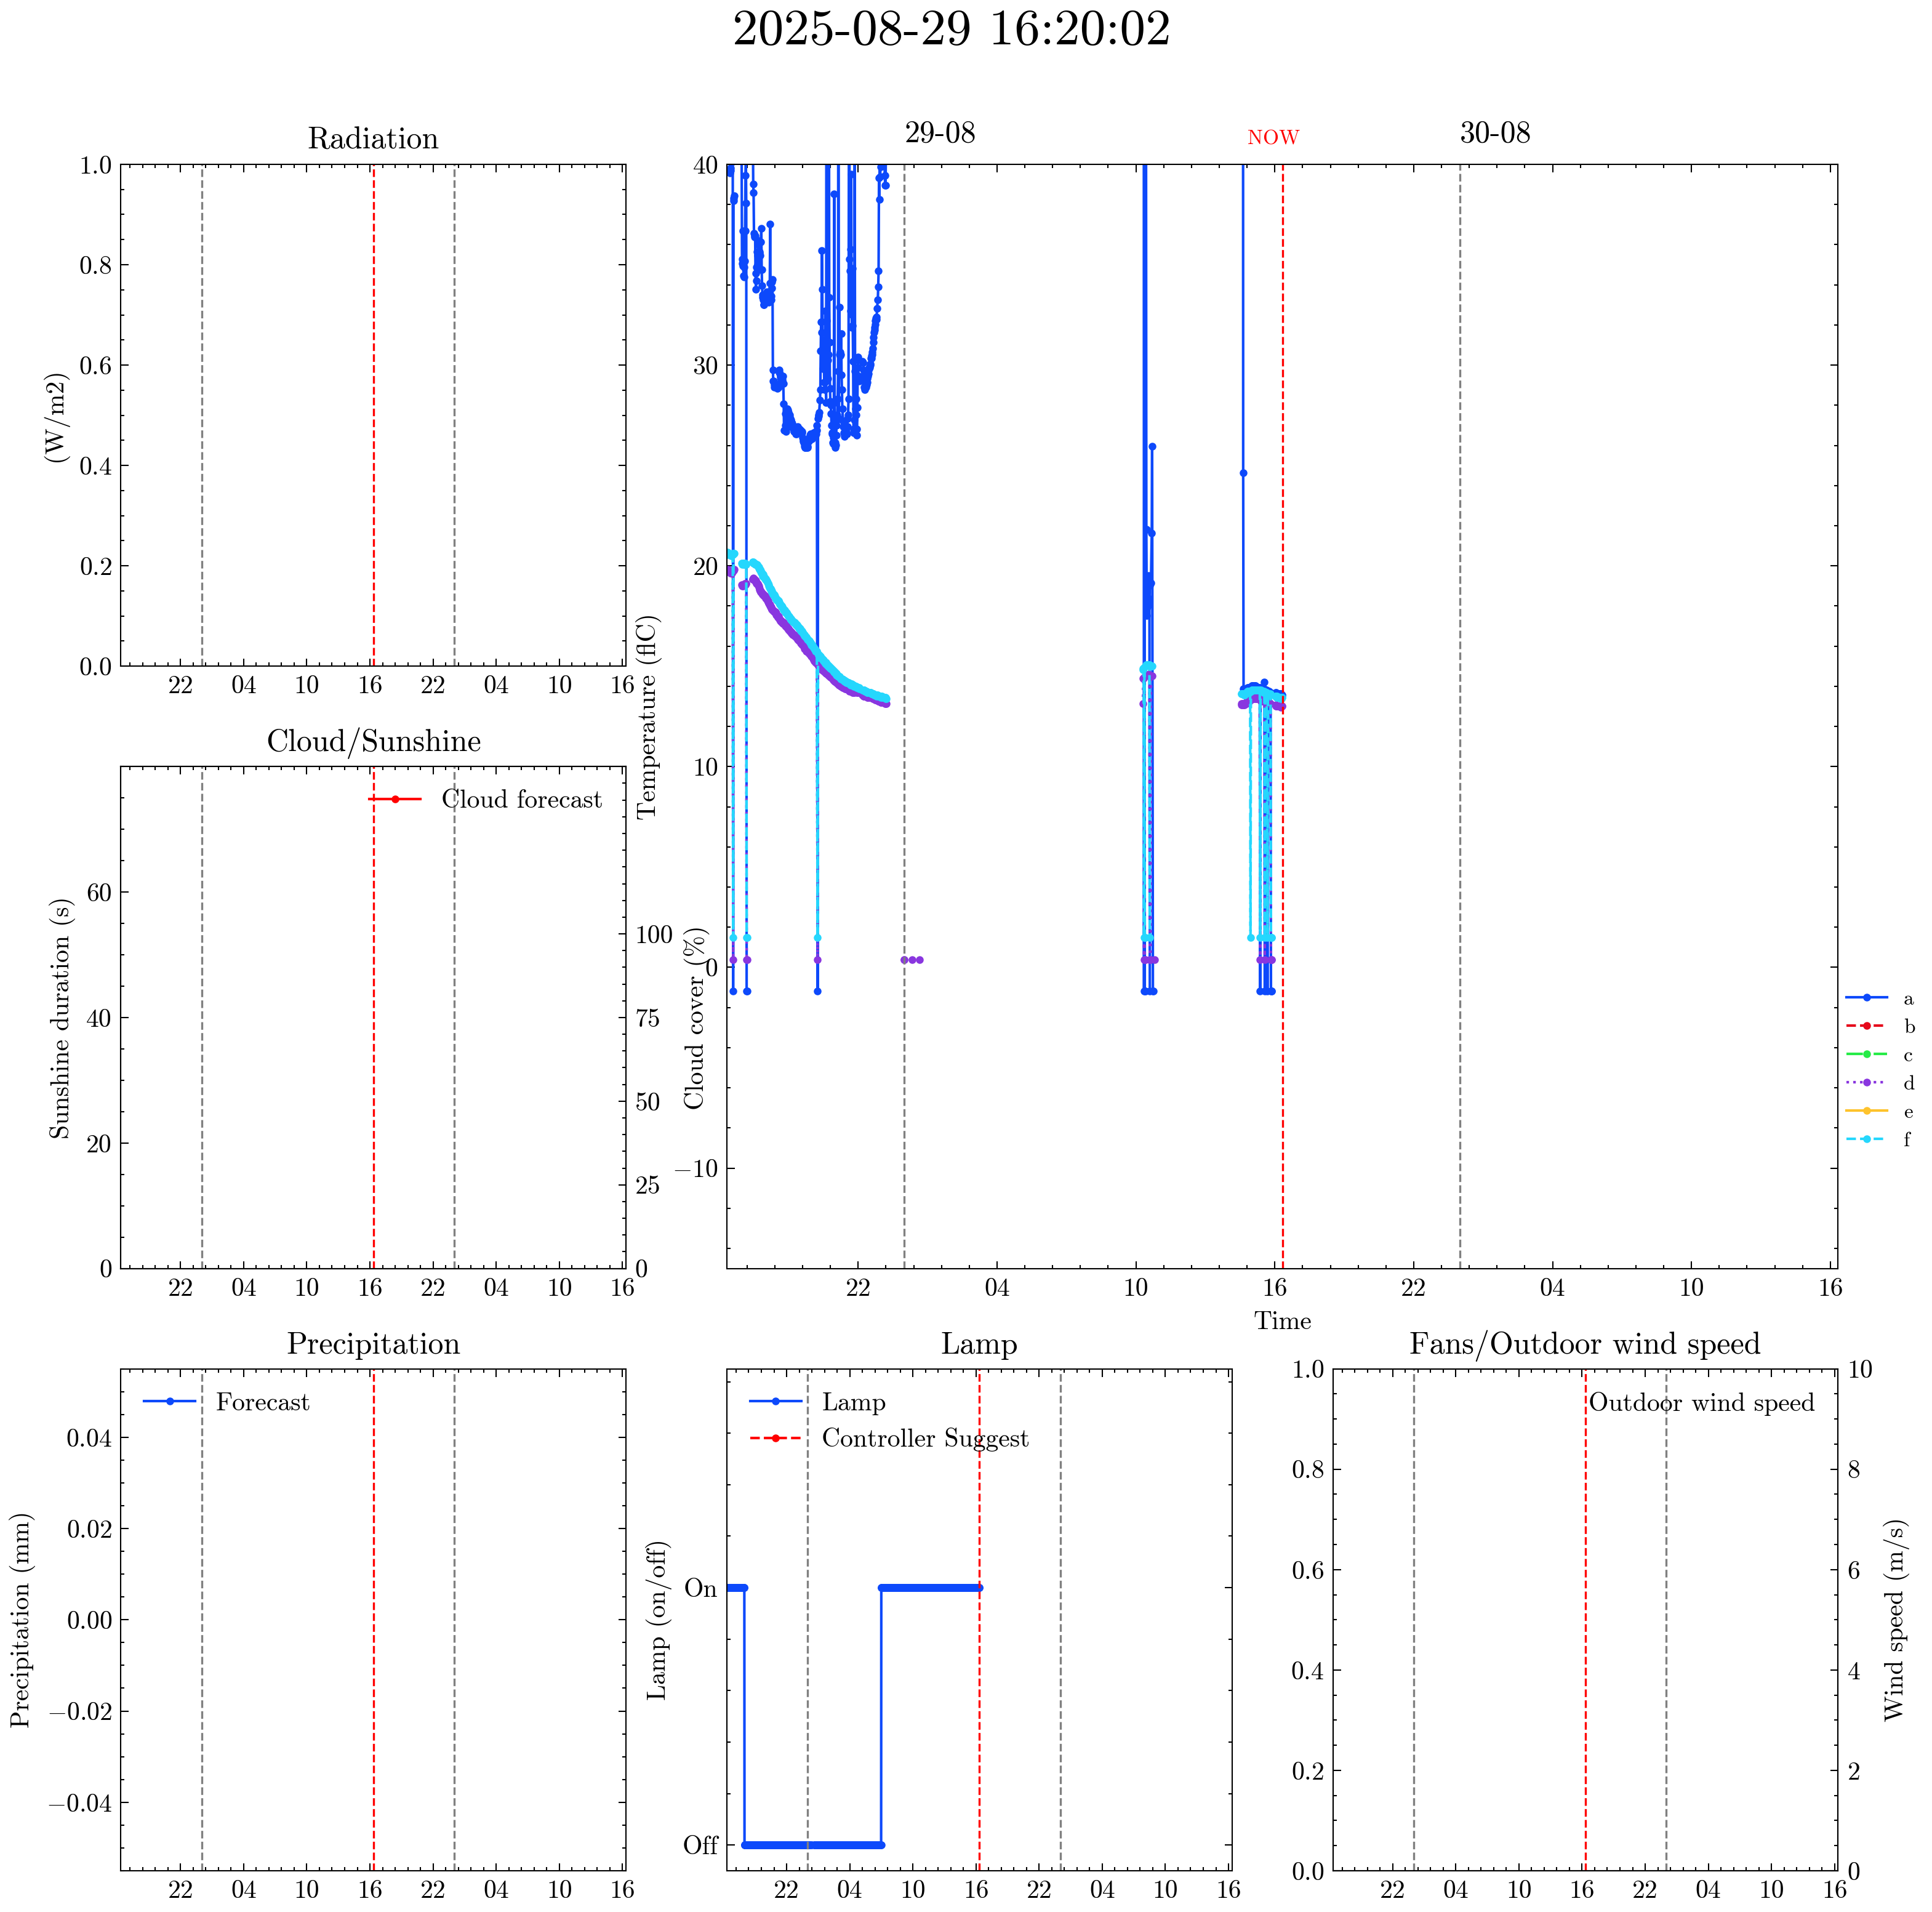 2025-08-29 16:20:02
Radiation
1.0
0.8
0.6
0.4
0.2
0.0
(W/m2)
22 04 10 16 22 04 10 16
29-08
NOW
30-08
40
30
20
10
0
−10
Temperature (flC)
22 04 10 16 22 04 10 16
Time
a
b
c
d
e
f
Cloud/Sunshine
Cloud forecast
60
40
20
0
Sunshine duration (s)
100
75
50
25
0
Cloud cover (%)
22 04 10 16 22 04 10 16
Precipitation
Forecast
0.04
0.02
0.00
−0.02
−0.04
Precipitation (mm)
22 04 10 16 22 04 10 16
Lamp
Lamp
Controller Suggest
On
Off
Lamp (on/off)
22 04 10 16 22 04 10 16
Fans/Outdoor wind speed
Outdoor wind speed
1.0
0.8
0.6
0.4
0.2
0.0
10
8
6
4
2
0
Wind speed (m/s)
22 04 10 16 22 04 10 16